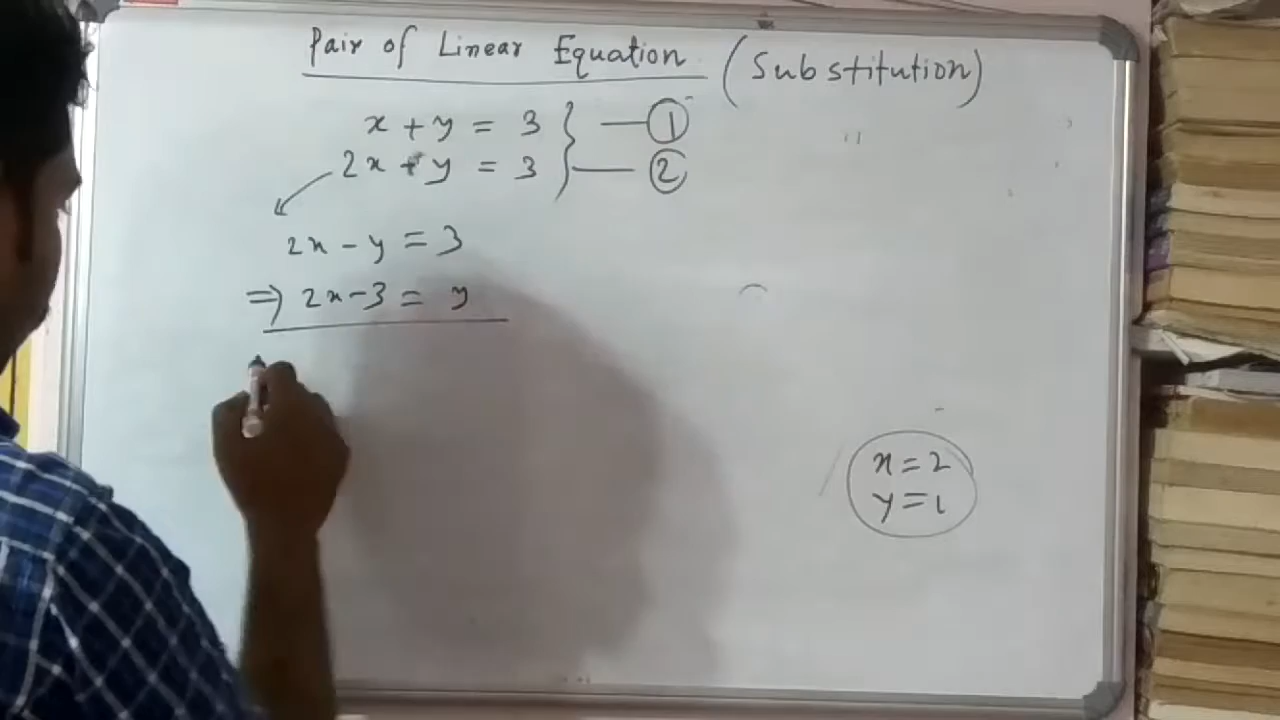 Pair of Linear Equation (Substitution)
x + y = 3 } — ①
2x + y = 3 } — ②
2x - y = 3
⇒ 2x - 3 = y
x = 2
y = 1